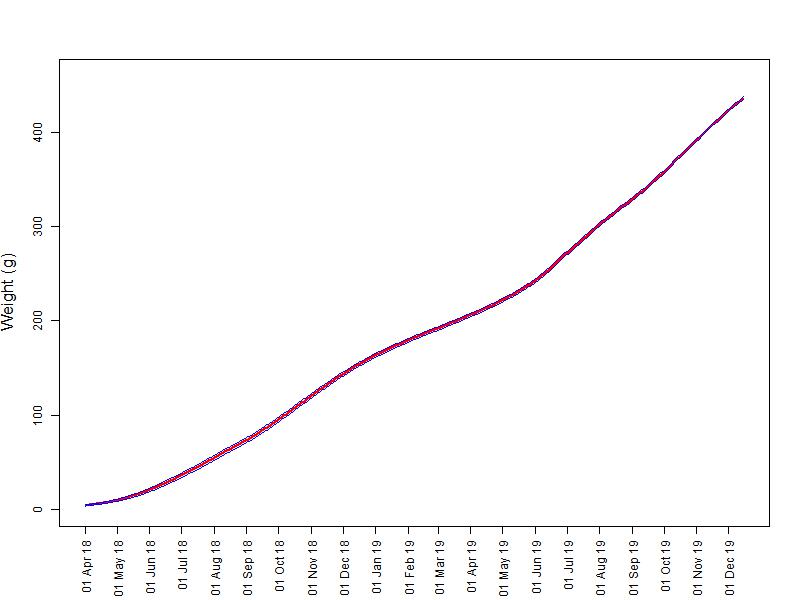 Weight (g)
400
300
200
100
0
01 Apr 18
01 May 18
01 Jun 18
01 Jul 18
01 Aug 18
01 Sep 18
01 Oct 18
01 Nov 18
01 Dec 18
01 Jan 19
01 Feb 19
01 Mar 19
01 Apr 19
01 May 19
01 Jun 19
01 Jul 19
01 Aug 19
01 Sep 19
01 Oct 19
01 Nov 19
01 Dec 19